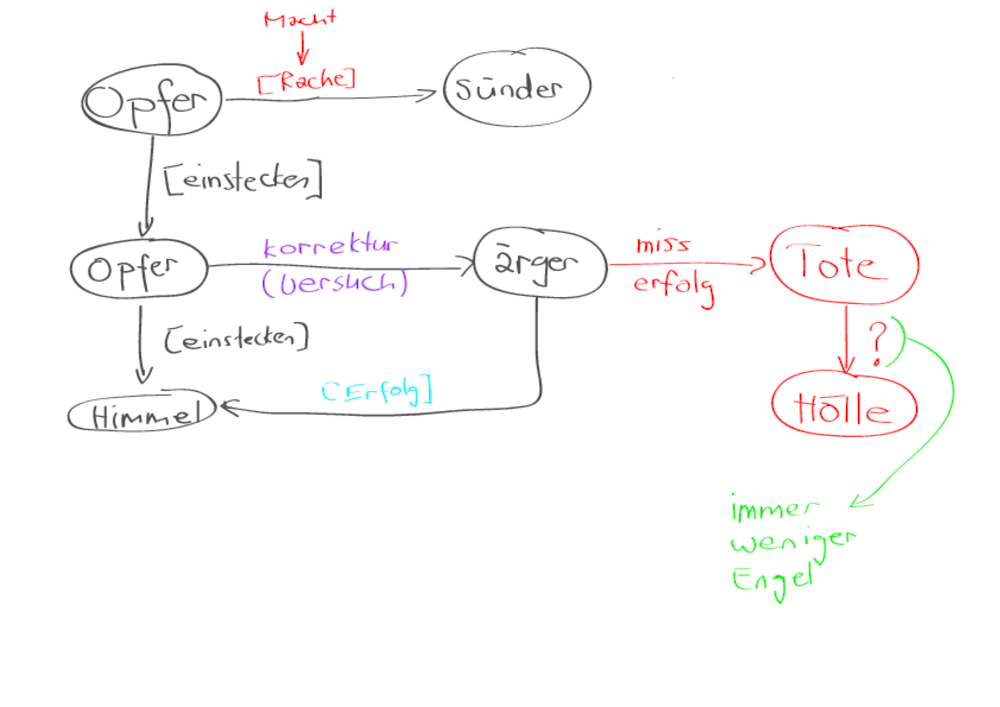 Macht
[Rache]
Opfer
Sünder
[einstecken]
korrektur
(Versuch)
Opfer
ärger
miss
erfolg
Tote
[einstecken]
?
[Erfolg]
Himmel
Hölle
immer
weniger
Engel